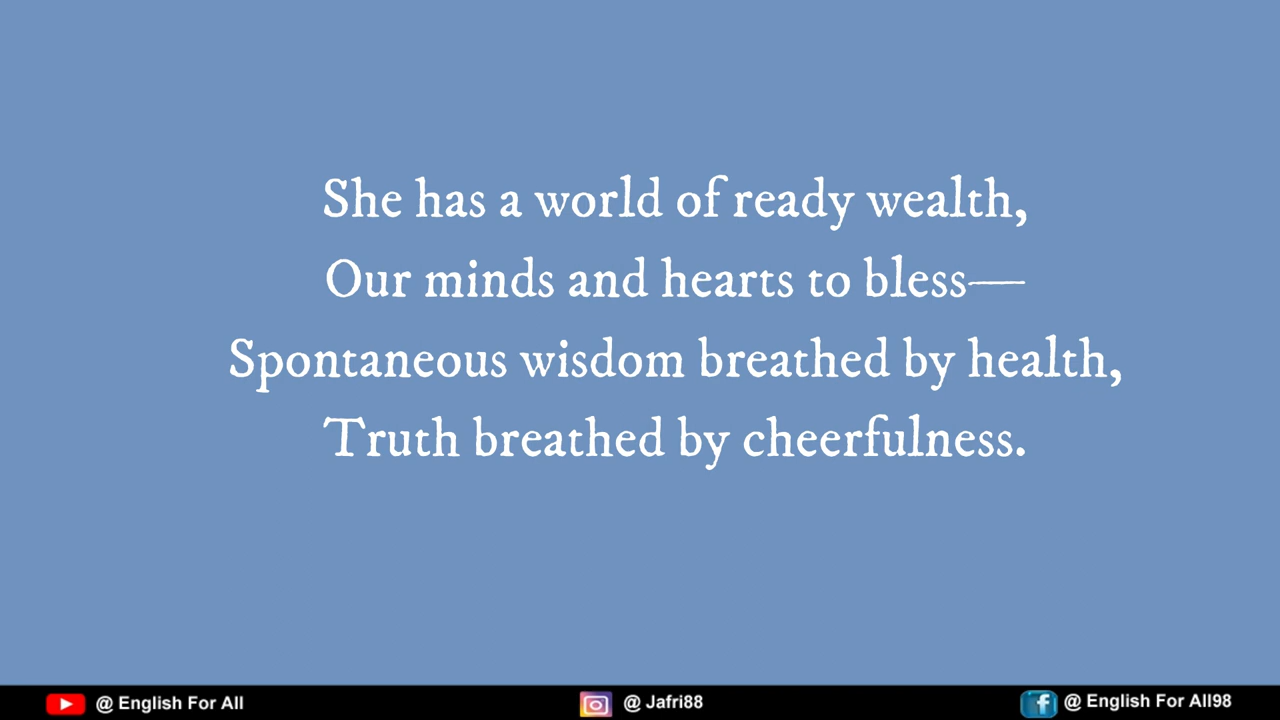 She has a world of ready wealth,
Our minds and hearts to bless—
Spontaneous wisdom breathed by health,
Truth breathed by cheerfulness.
@ English For All
@ Jafri88
@ English For All98